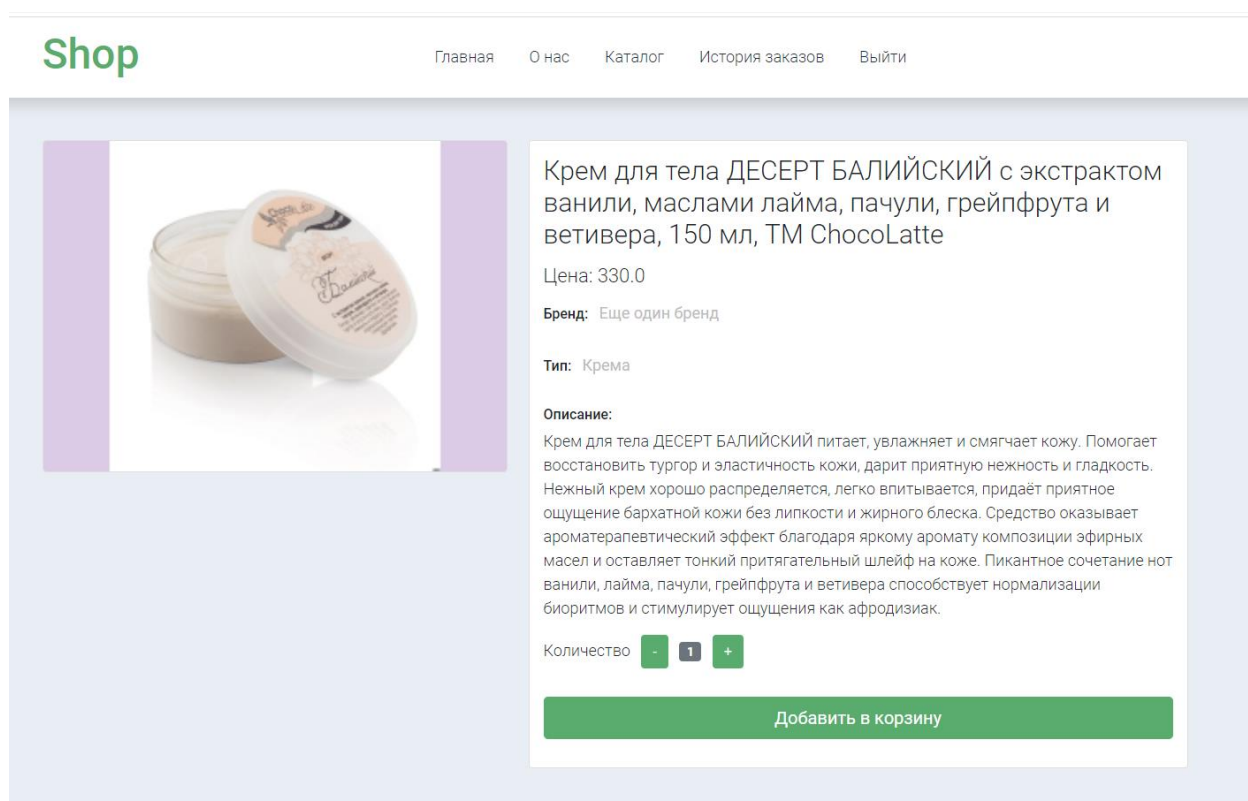 Shop
Главная О нас Каталог История заказов Выйти
Крем для тела ДЕСЕРТ БАЛИЙСКИЙ с экстрактом
ванили, маслами лайма, пачули, грейпфрута и
ветивера, 150 мл, ТМ ChocoLatte
Цена: 330.0
Бренд: Еще один бренд
Тип: Крема
Описание:
Крем для тела ДЕСЕРТ БАЛИЙСКИЙ питает, увлажняет и смягчает кожу. Помогает
восстановить тургор и эластичность кожи, дарит приятную нежность и гладкость.
Нежный крем хорошо распределяется, легко впитывается, придаёт приятное
ощущение бархатной кожи без липкости и жирного блеска. Средство оказывает
ароматерапевтический эффект благодаря яркому аромату композиции эфирных
масел и оставляет тонкий притягательный шлейф на коже. Пикантное сочетание нот
ванили, лайма, пачули, грейпфрута и ветивера способствует нормализации
биоритмов и стимулирует ощущения как афродизиак.
Количество - 1 +
Добавить в корзину
Балийский